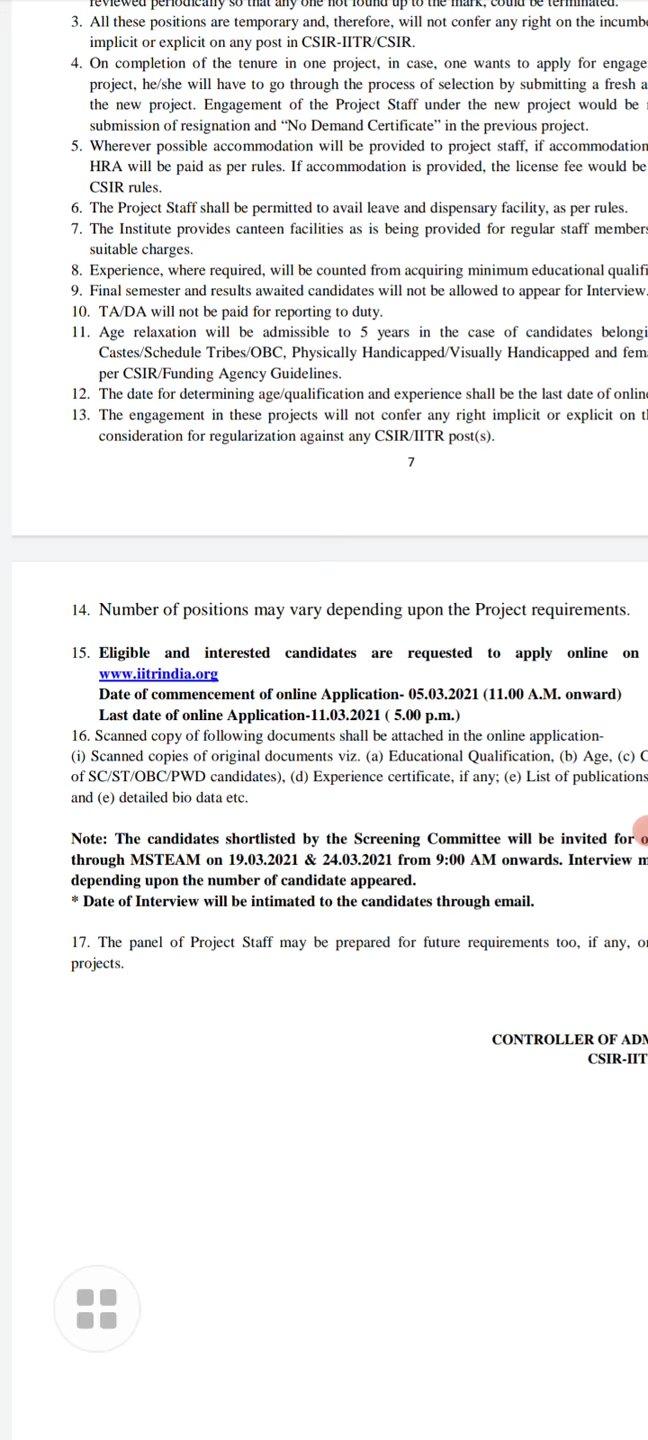 reviewed periodically so that any one not found up to the mark, could be terminated.
3. All these positions are temporary and, therefore, will not confer any right on the
implicit or explicit on any post in CSIR-IITR/CSIR.
4. On completion of the tenure in one project, in case, one wants to apply for engage
project, he/she will have to go through the process of selection by submitting a fresh a
the new project. Engagement of the Project Staff under the new project would be
submission of resignation and “No Demand Certificate” in the previous project.
5. Wherever possible accommodation will be provided to project staff, if accommodation
HRA will be paid as per rules. If accommodation is provided, the license fee would be
CSIR rules.
6. The Project Staff shall be permitted to avail leave and dispensary facility, as per rules.
7. The Institute provides canteen facilities as is being provided for regular staff members
suitable charges.
8. Experience, where required, will be counted from acquiring minimum educational qualifi
9. Final semester and results awaited candidates will not be allowed to appear for Interview.
10. TA/DA will not be paid for reporting to duty.
11. Age relaxation will be admissible to 5 years in the case of candidates belongi
Castes/Schedule Tribes/OBC, Physically Handicapped/Visually Handicapped and fem
per CSIR/Funding Agency Guidelines.
12. The date for determining age/qualification and experience shall be the last date of online
13. The engagement in these projects will not confer any right implicit or explicit on t
consideration for regularization against any CSIR/IITR post(s).
7
14. Number of positions may vary depending upon the Project requirements.
15. Eligible and interested candidates are requested to apply online on
www.iitrindia.org
Date of commencement of online Application- 05.03.2021 (11.00 A.M. onward)
Last date of online Application-11.03.2021 ( 5.00 p.m.)
16. Scanned copy of following documents shall be attached in the online application-
(i) Scanned copies of original documents viz. (a) Educational Qualification, (b) Age, (c) C
of SC/ST/OBC/PWD candidates), (d) Experience certificate, if any; (e) List of publications
and (e) detailed bio data etc.
Note: The candidates shortlisted by the Screening Committee will be invited for o
through MSTEAM on 19.03.2021 & 24.03.2021 from 9:00 AM onwards. Interview m
depending upon the number of candidate appeared.
* Date of Interview will be intimated to the candidates through email.
17. The panel of Project Staff may be prepared for future requirements too, if any, or
projects.
CONTROLLER OF ADM
CSIR-IIT